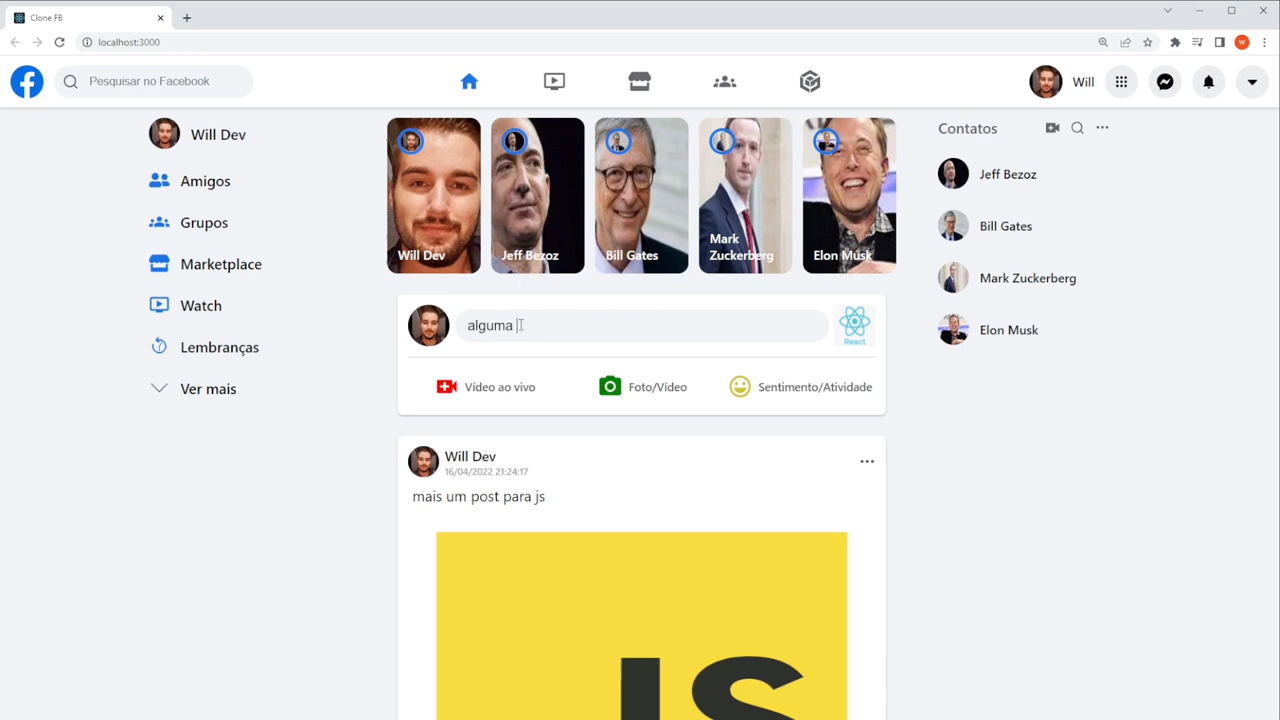 Clone FB
localhost:3000
W
Pesquisar no Facebook
Will
Will Dev
Amigos
Grupos
Marketplace
Watch
Lembranças
Ver mais
Will Dev
Jeff Bezoz
Bill Gates
Mark
Zuckerberg
Elon Musk
alguma
React
Vídeo ao vivo
Foto/Vídeo
Sentimento/Atividade
Will Dev
16/04/2022 21:24:17
mais um post para js
JS
Contatos
Jeff Bezoz
Bill Gates
Mark Zuckerberg
Elon Musk